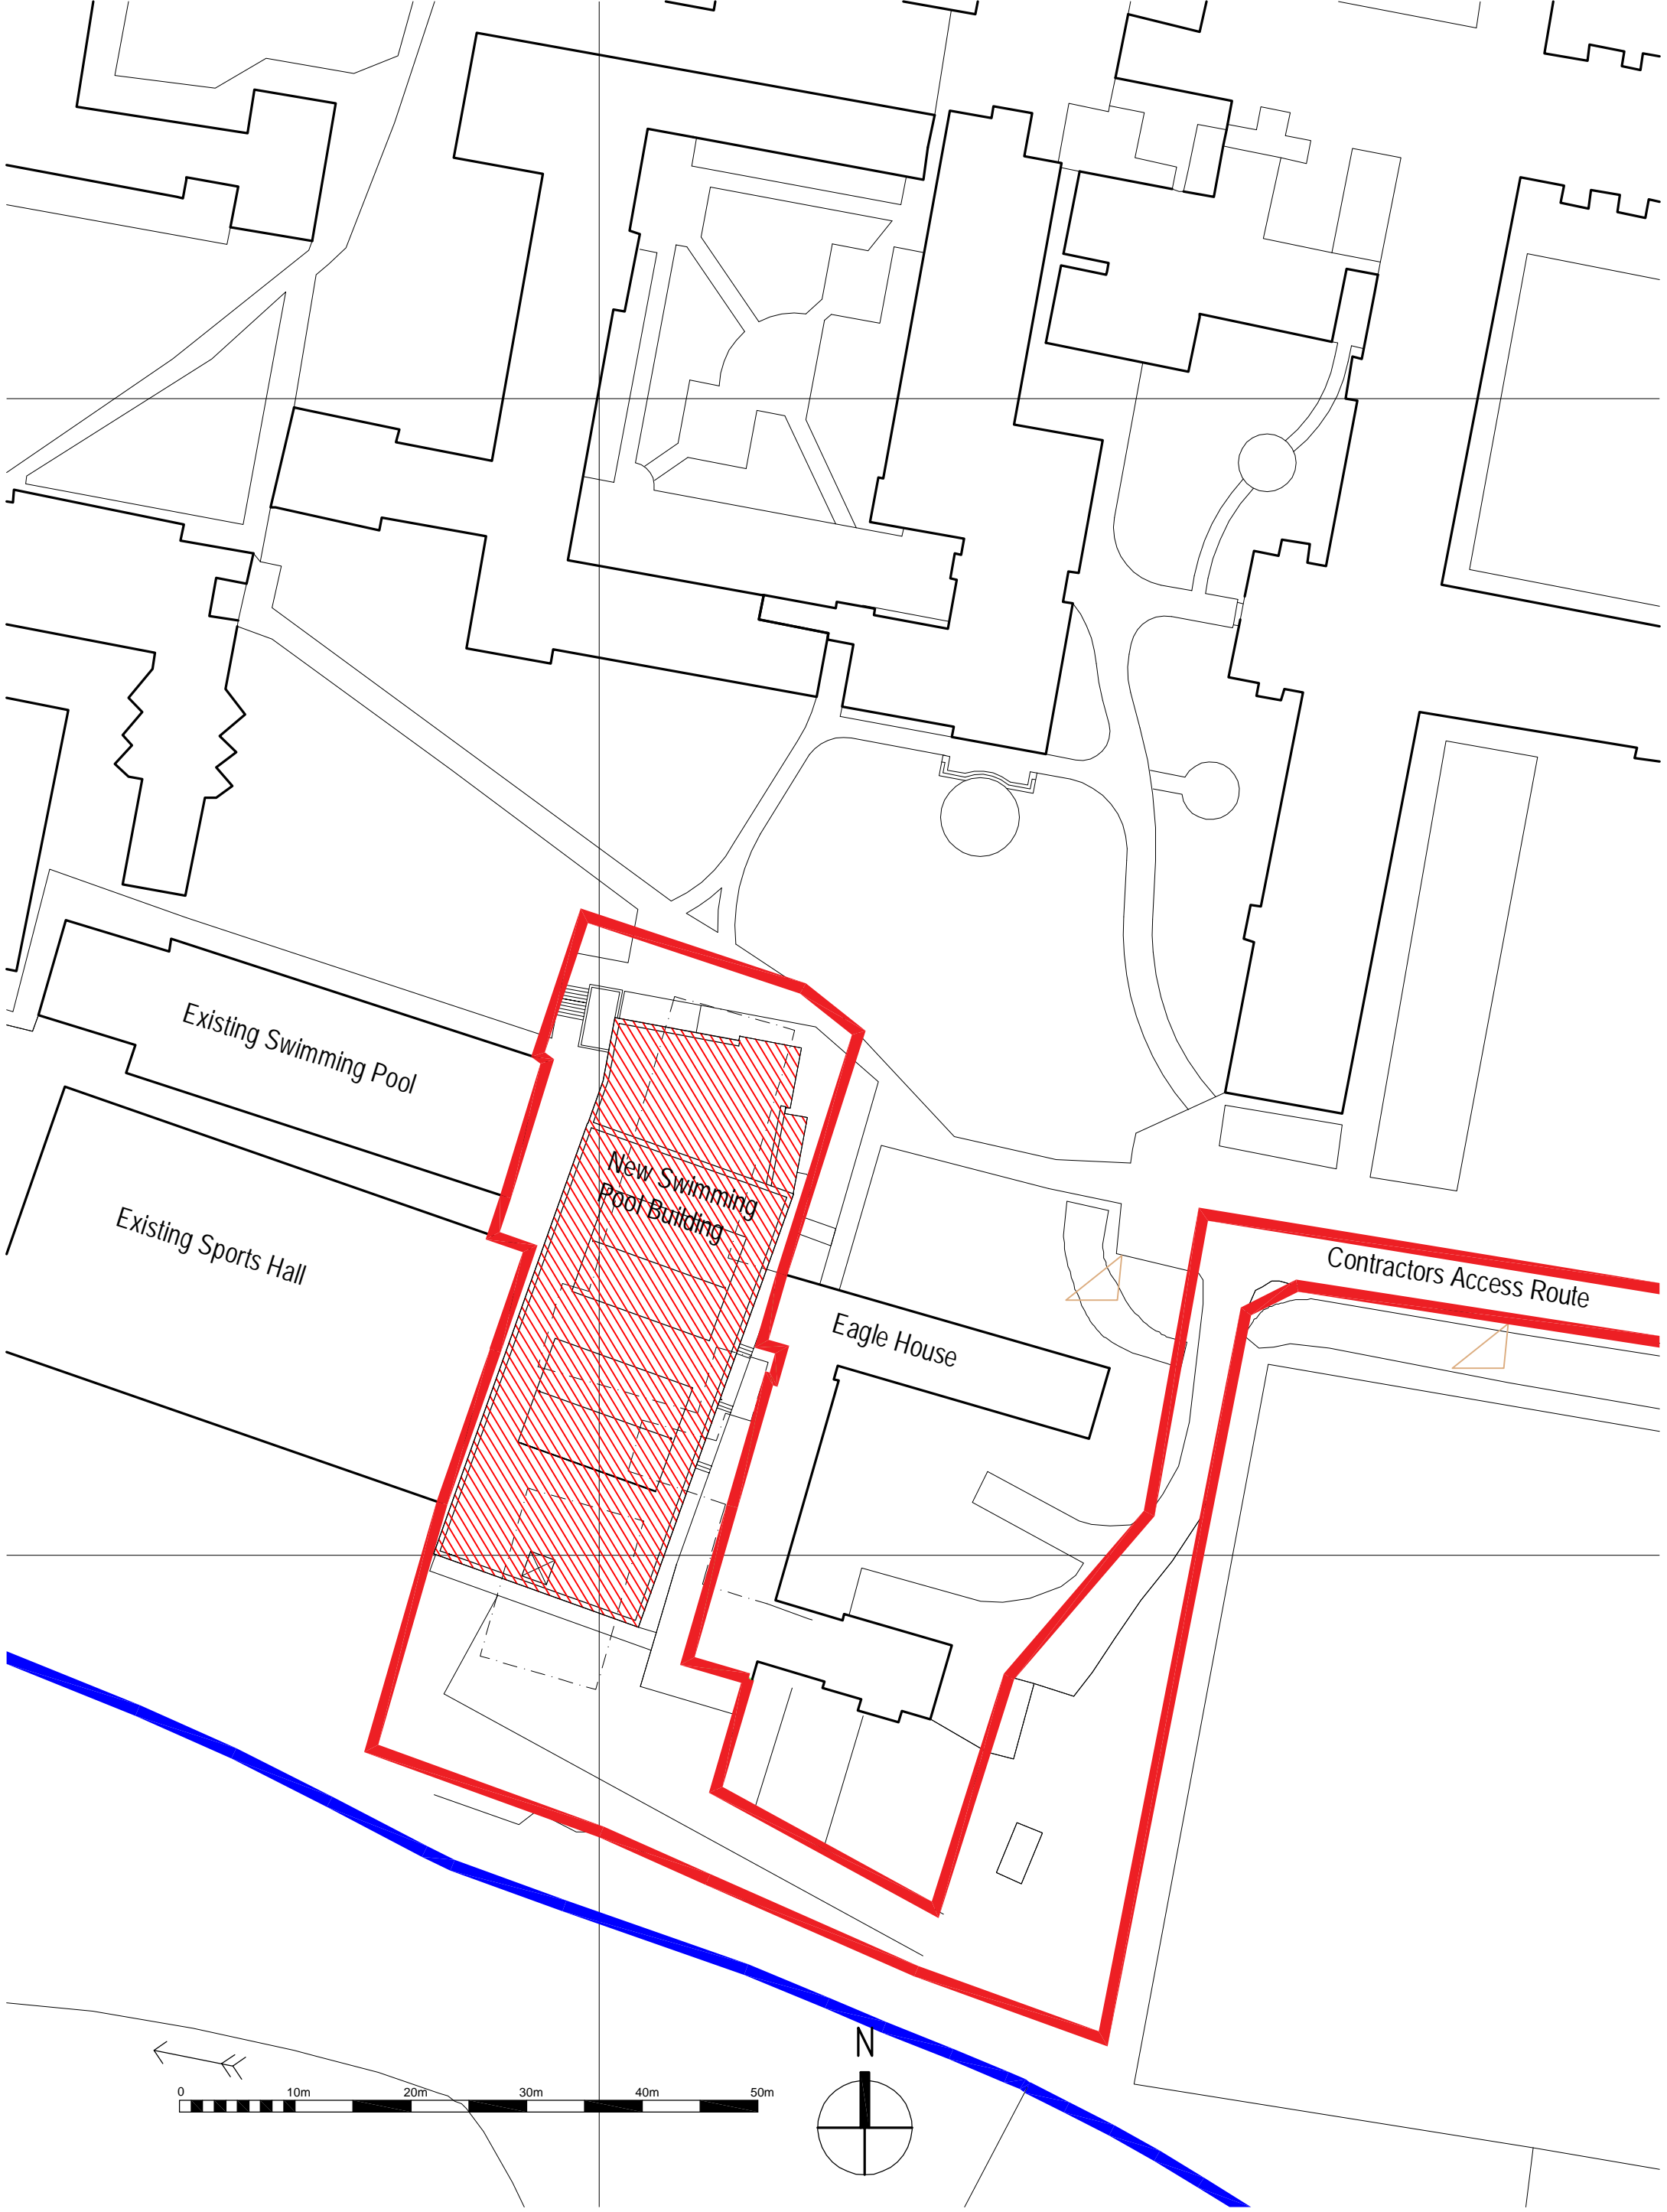 Existing Swimming Pool
New Swimming
Pool Building
Existing Sports Hall
Contractors Access Route
Eagle House
N
0 10m 20m 30m 40m 50m